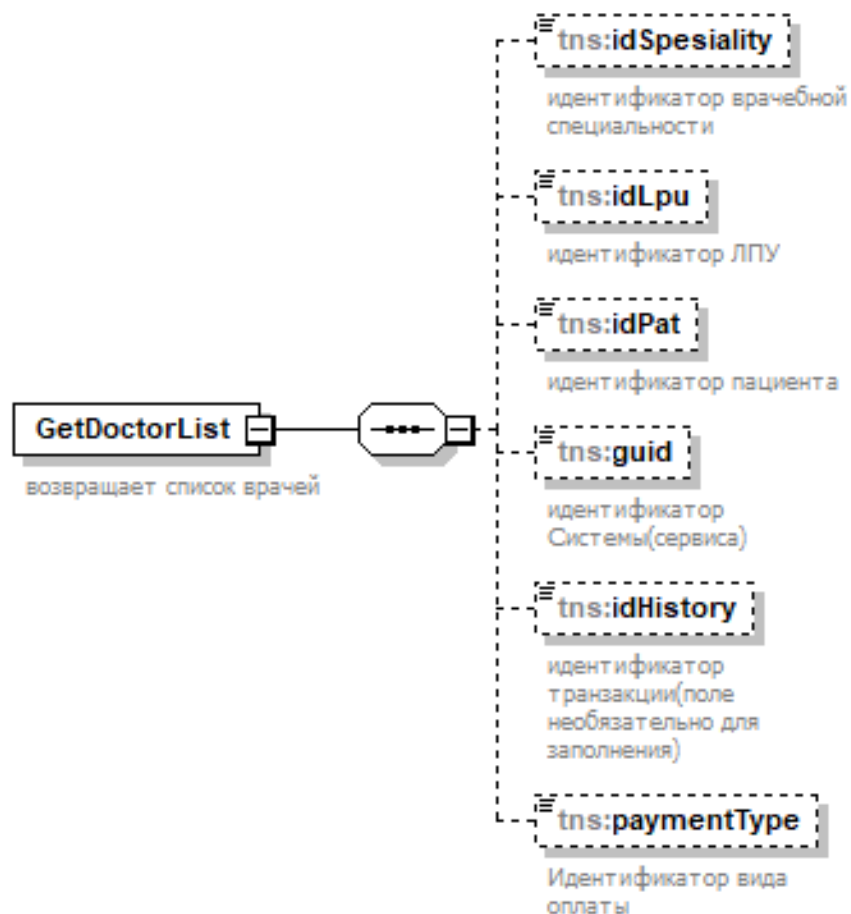 tns:idSpesiality
идентификатор врачебной
специальности
tns:idLpu
идентификатор ЛПУ
tns:idPat
идентификатор пациента
GetDoctorList
возвращает список врачей
tns:guid
идентификатор
Системы(сервиса)
tns:idHistory
идентификатор
транзакции(поле
необязательно для
заполнения)
tns:paymentType
Идентификатор вида
оплаты